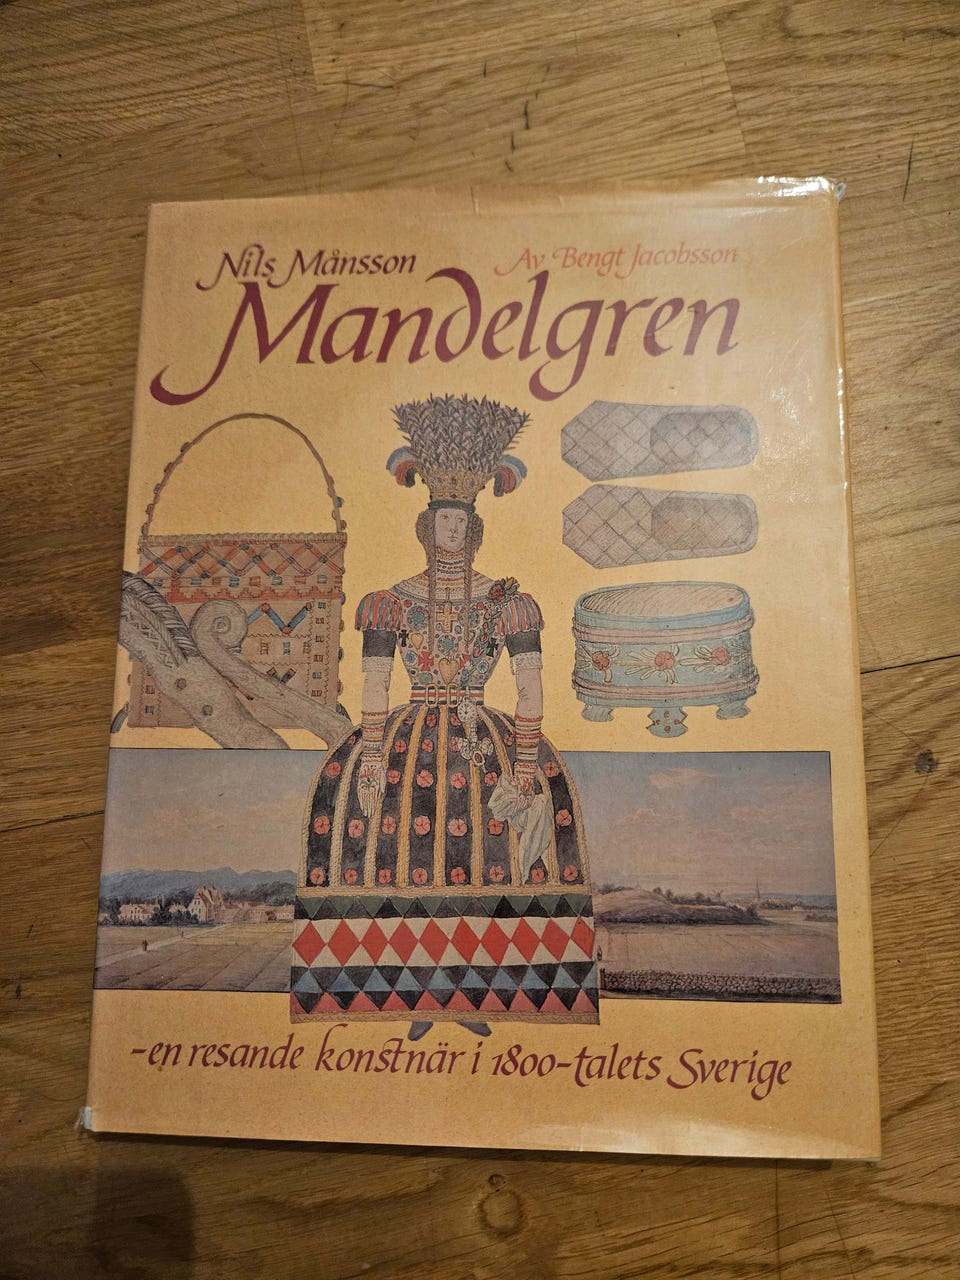 Nils Månsson
Av Bengt Jacobsson
Mandelgren
-en resande konstnär i 1800-talets Sverige